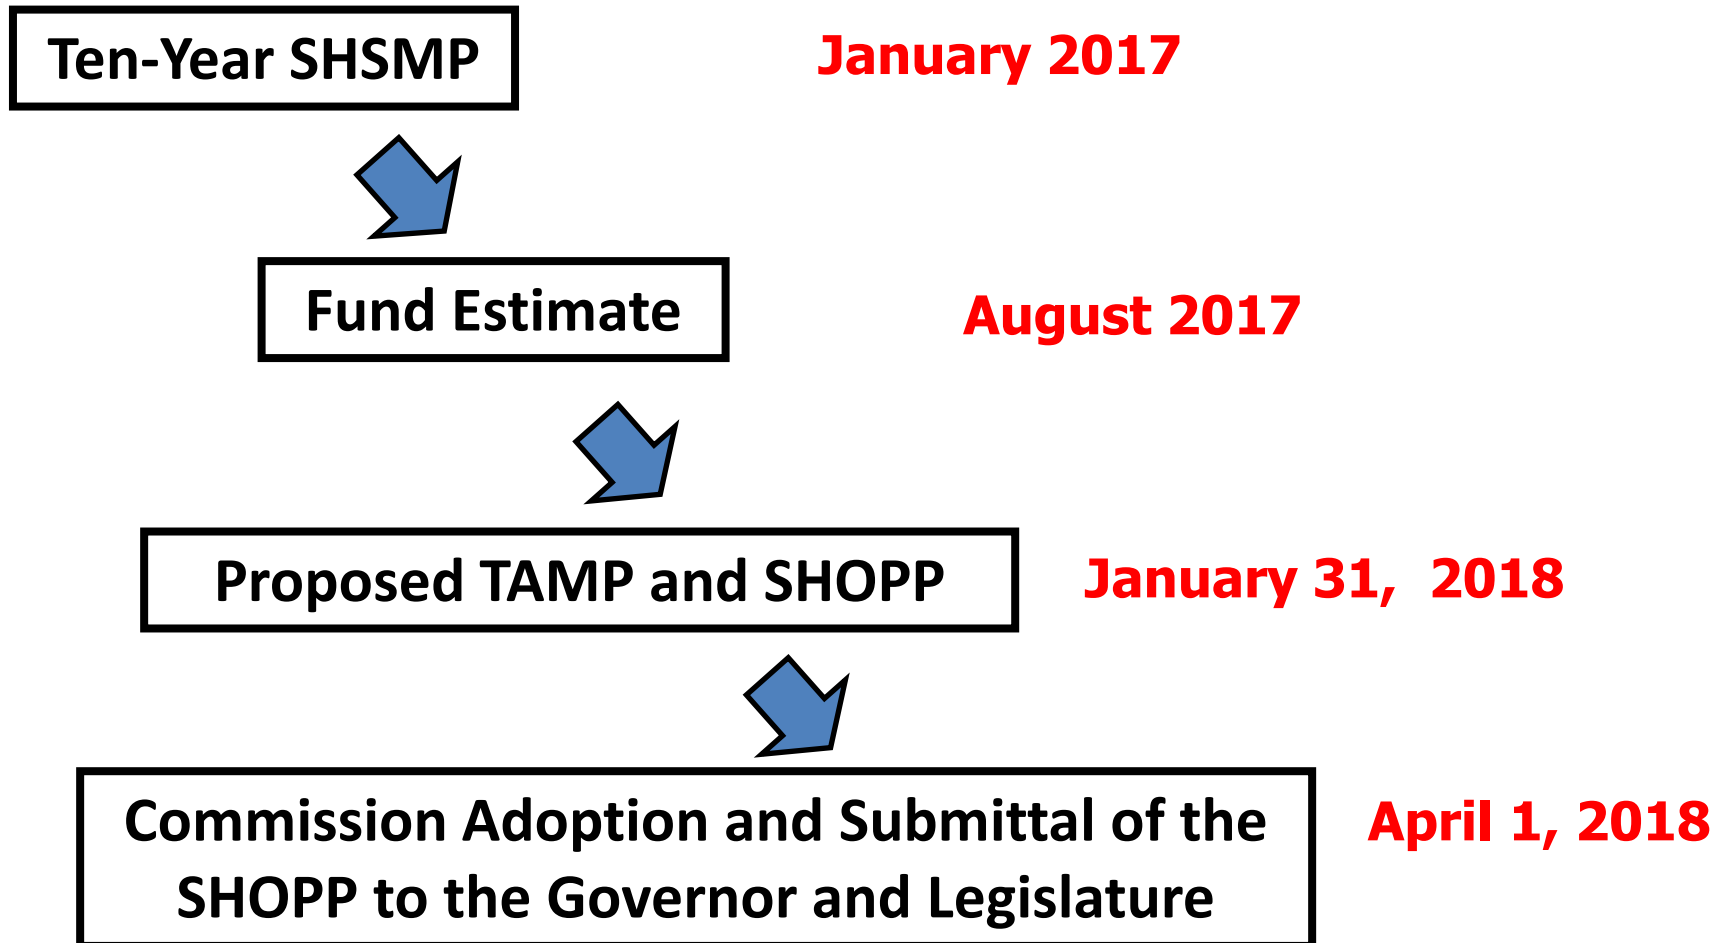 Ten-Year SHSMP
January 2017
Fund Estimate
August 2017
Proposed TAMP and SHOPP
January 31, 2018
Commission Adoption and Submittal of the
SHOPP to the Governor and Legislature
April 1, 2018